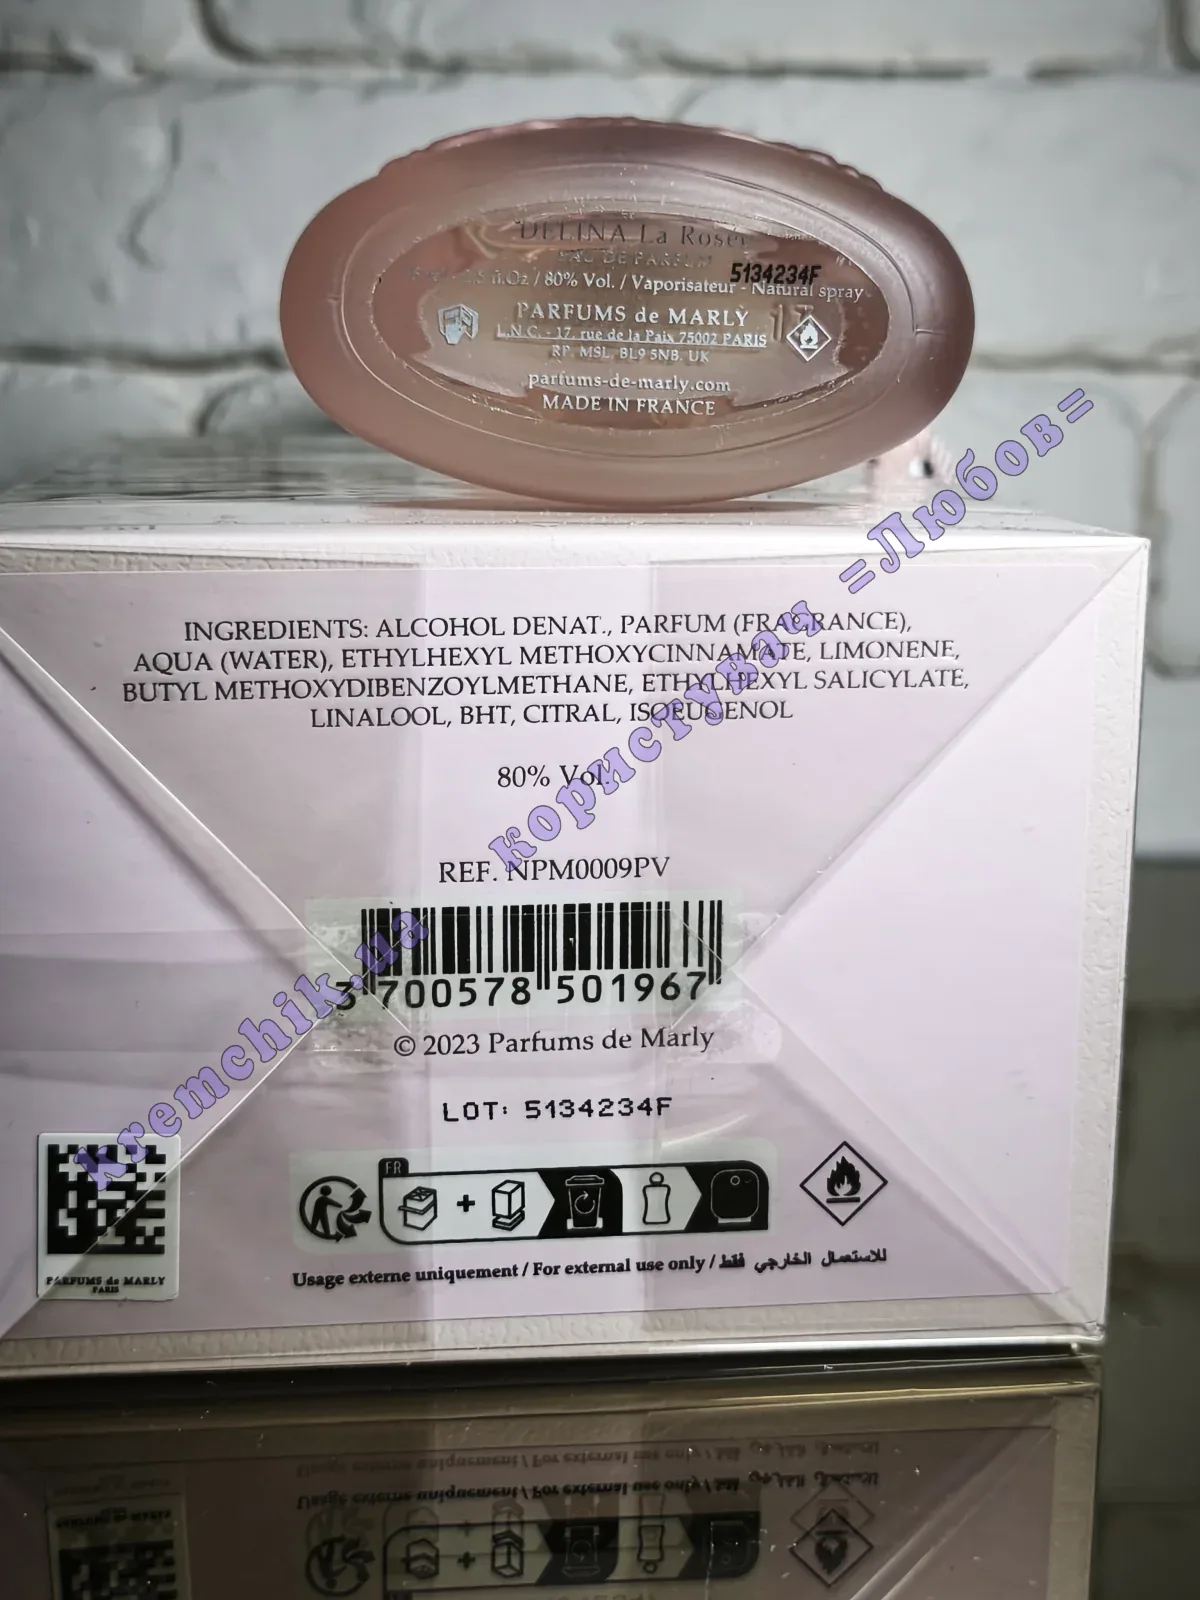 DELINA La Rosée
EAU DE PARFUM
5134234F
fl.Oz / 80% Vol. / Vaporisateur - Natural spray
PARFUMS de MARLY
L.N.C. - 17, rue de la Paix 75002 PARIS
RP. MSL, BL9 5NB, UK
parfums-de-marly.com
MADE IN FRANCE
INGREDIENTS: ALCOHOL DENAT., PARFUM (FRAGRANCE),
AQUA (WATER), ETHYLHEXYL METHOXYCINNAMATE, LIMONENE,
BUTYL METHOXYDIBENZOYLMETHANE, ETHYLHEXYL SALICYLATE,
LINALOOL, BHT, CITRAL, ISOEUGENOL
80% Vol.
REF. NPM0009PV
3 700578 501967
© 2023 Parfums de Marly
LOT: 5134234F
FR
PARFUMS de MARLY
PARIS
Usage externe uniquement / For external use only / للاستعمال الخارجي فقط
kremchik.ua користувач =Любов=